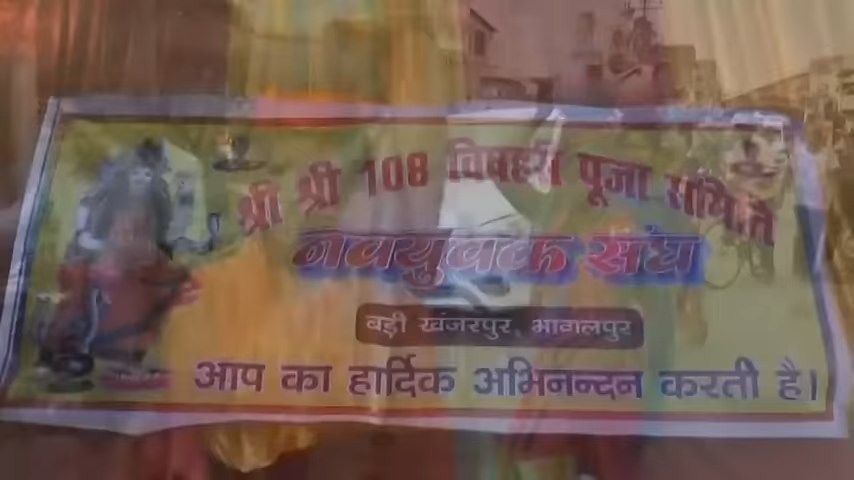 श्री श्री 108 विषहरी पूजा समिति
नवयुवक संघ
बड़ी खंजरपुर, भागलपुर
आप का हार्दिक अभिनन्दन करती है।